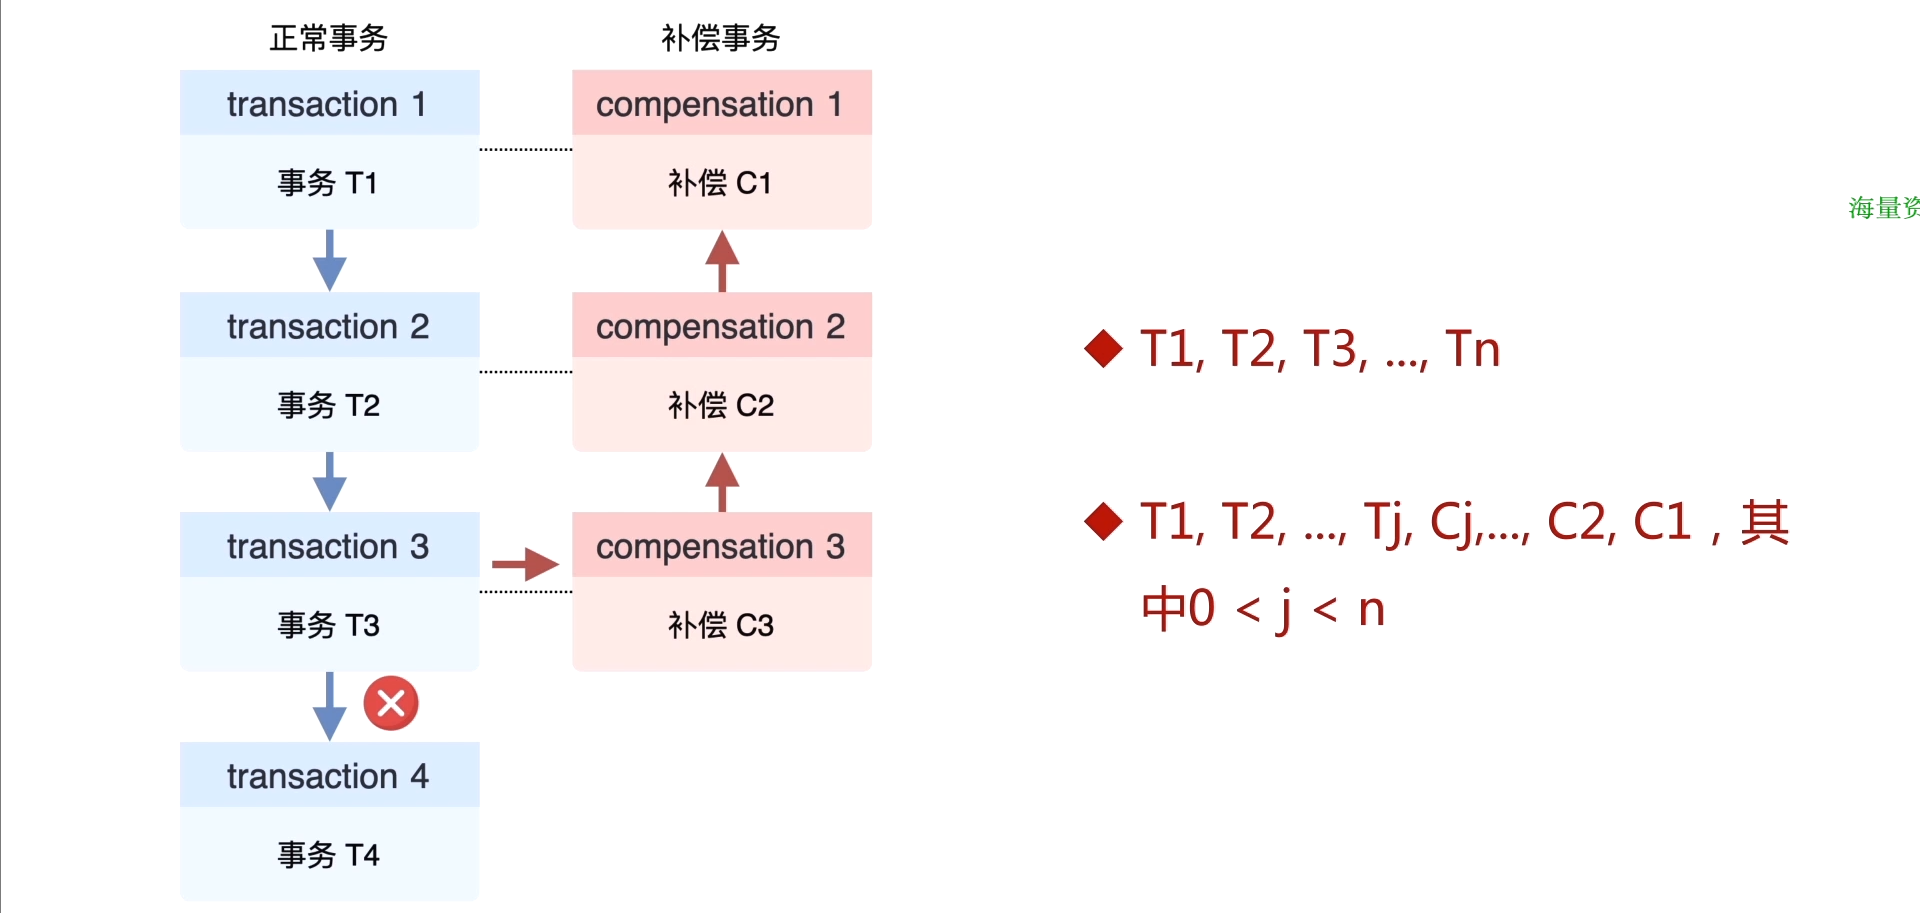 正常事务
补偿事务
transaction 1
compensation 1
事务 T1
补偿 C1
transaction 2
compensation 2
事务 T2
补偿 C2
transaction 3
compensation 3
事务 T3
补偿 C3
transaction 4
事务 T4
海量资
T1, T2, T3, ..., Tn
T1, T2, ..., Tj, Cj,..., C2, C1 , 其
中0 < j < n